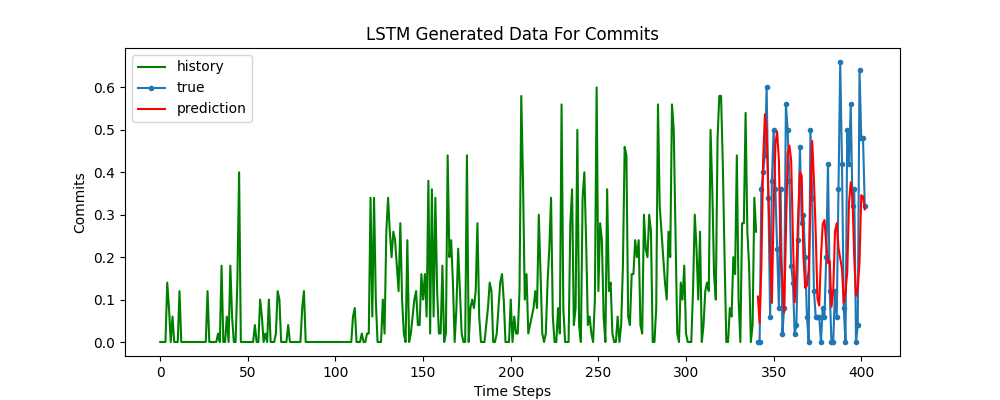 LSTM Generated Data For Commits
history
true
prediction
0.6
0.5
0.4
0.3
0.2
0.1
0.0
Commits
0 50 100 150 200 250 300 350 400
Time Steps